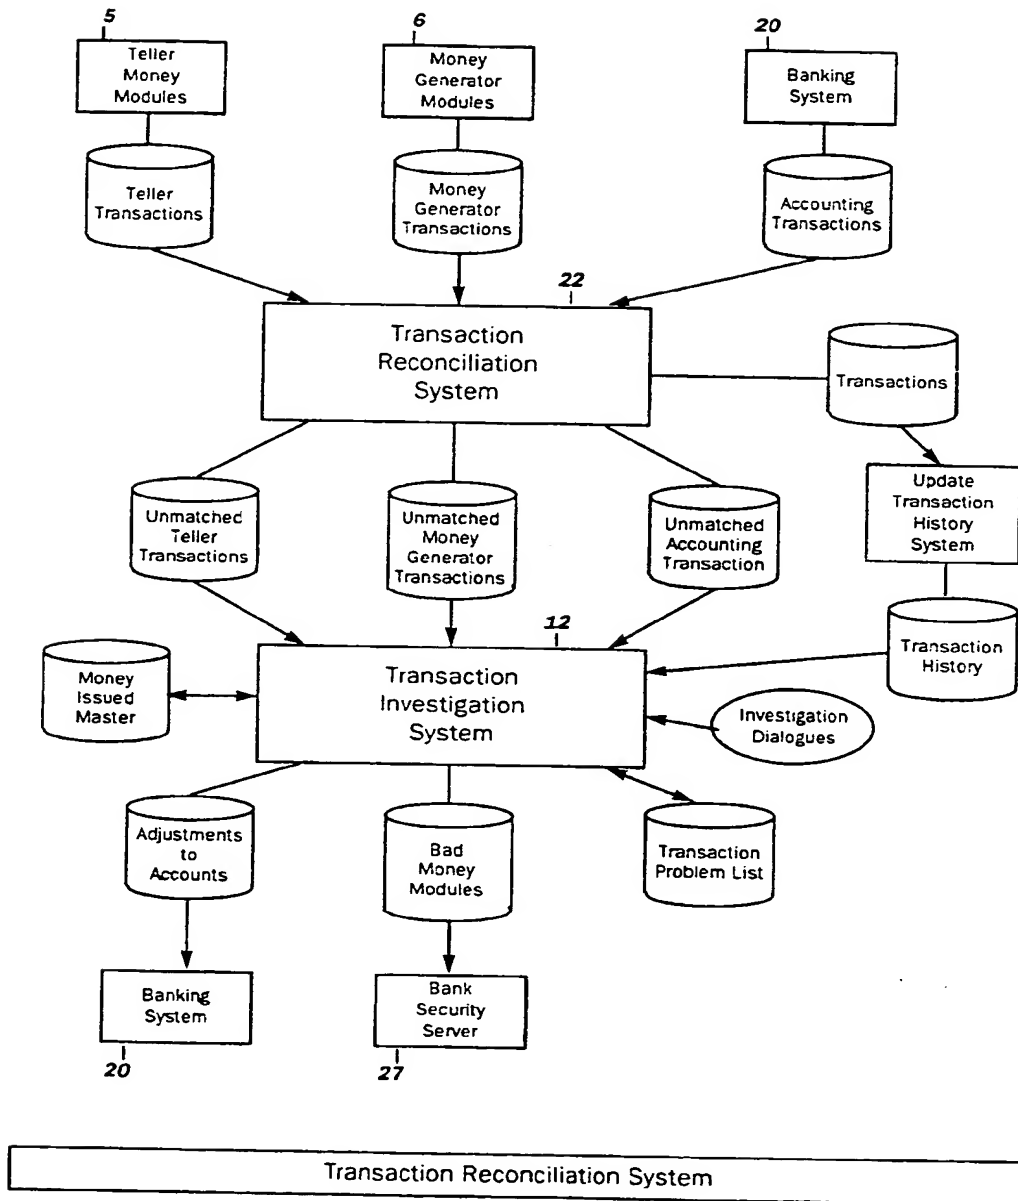 5
6
20
Teller
Money
Modules
Money
Generator
Modules
Banking
System
Teller
Transactions
Money
Generator
Transactions
Accounting
Transactions
22
Transaction
Reconciliation
System
Transactions
Unmatched
Teller
Transactions
Unmatched
Money
Generator
Transactions
Unmatched
Accounting
Transaction
Update
Transaction
History
System
12
Money
Issued
Master
Transaction
Investigation
System
Transaction
History
Investigation
Dialogues
Adjustments
to
Accounts
Bad
Money
Modules
Transaction
Problem List
Banking
System
Bank
Security
Server
20
27
Transaction Reconciliation System